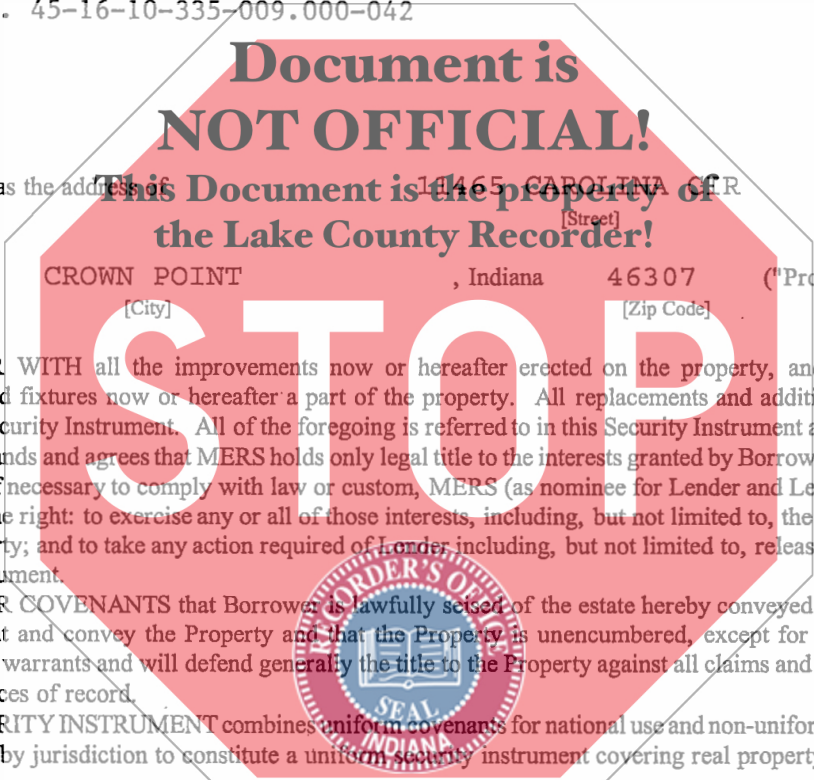 . 45-16-10-335-009.000-042
Document is
NOT OFFICIAL!
as the address of 11465 CAROLINA CIR
This Document is the property of
[Street]
the Lake County Recorder!
CROWN POINT , Indiana 46307 ("Pro
[City] [Zip Code]
STOP
R WITH all the improvements now or hereafter erected on the property, and
d fixtures now or hereafter a part of the property. All replacements and additi
curity Instrument. All of the foregoing is referred to in this Security Instrument a
nds and agrees that MERS holds only legal title to the interests granted by Borrow
f necessary to comply with law or custom, MERS (as nominee for Lender and Le
e right: to exercise any or all of those interests, including, but not limited to, the
ty; and to take any action required of Lender including, but not limited to, releas
ument.
R COVENANTS that Borrower is lawfully seised of the estate hereby conveyed
t and convey the Property and that the Property is unencumbered, except for
warrants and will defend generally the title to the Property against all claims and
ces of record.
RITY INSTRUMENT combines uniform covenants for national use and non-unifor
by jurisdiction to constitute a uniform security instrument covering real property
RECORDER'S OFFICE
SEAL
INDIANA